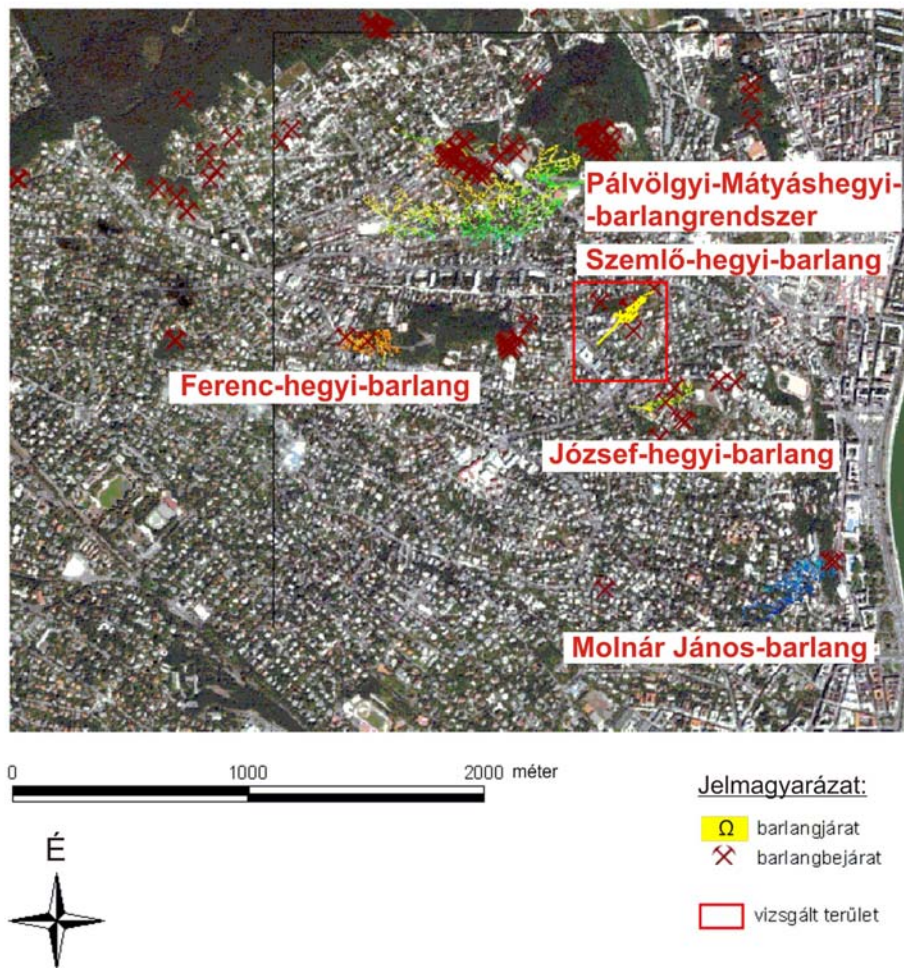 Pálvölgyi-Mátyáshegyi-
-barlangrendszer
Szemlő-hegyi-barlang
Ferenc-hegyi-barlang
József-hegyi-barlang
Molnár János-barlang
0 1000 2000 méter
Jelmagyarázat:
Ω barlangjárat
barlangbejárat
vizsgált terület
É